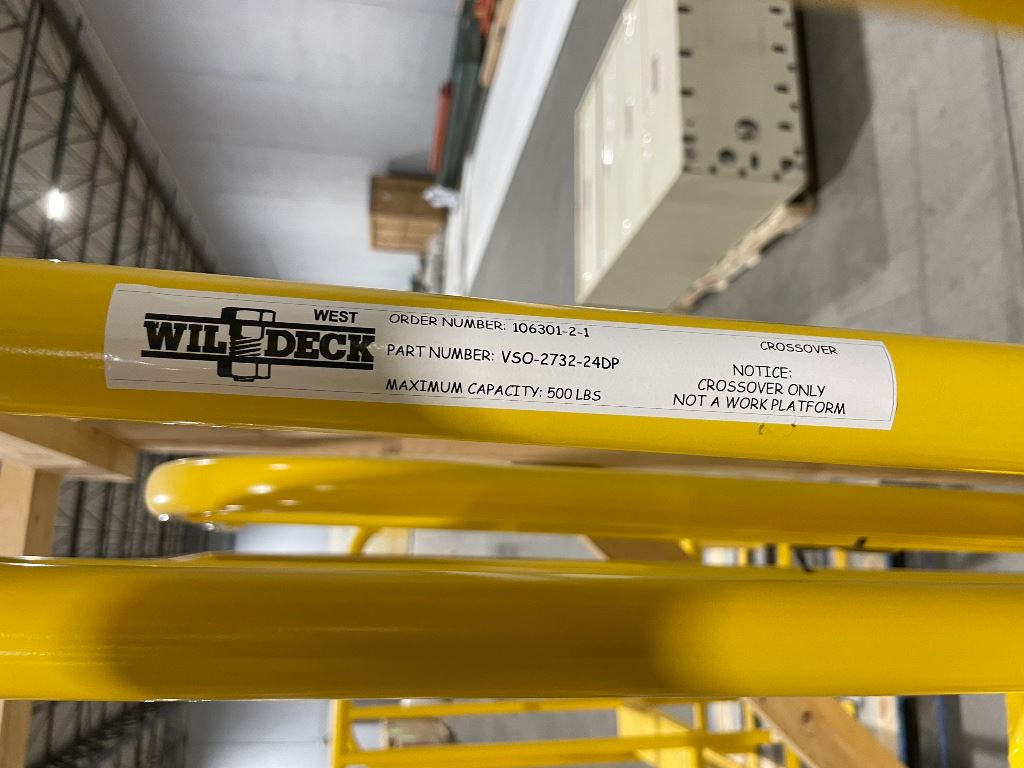 WEST
WILDECK
ORDER NUMBER: 106301-2-1
PART NUMBER: VSO-2732-24DP
MAXIMUM CAPACITY: 500 LBS
CROSSOVER
NOTICE:
CROSSOVER ONLY
NOT A WORK PLATFORM